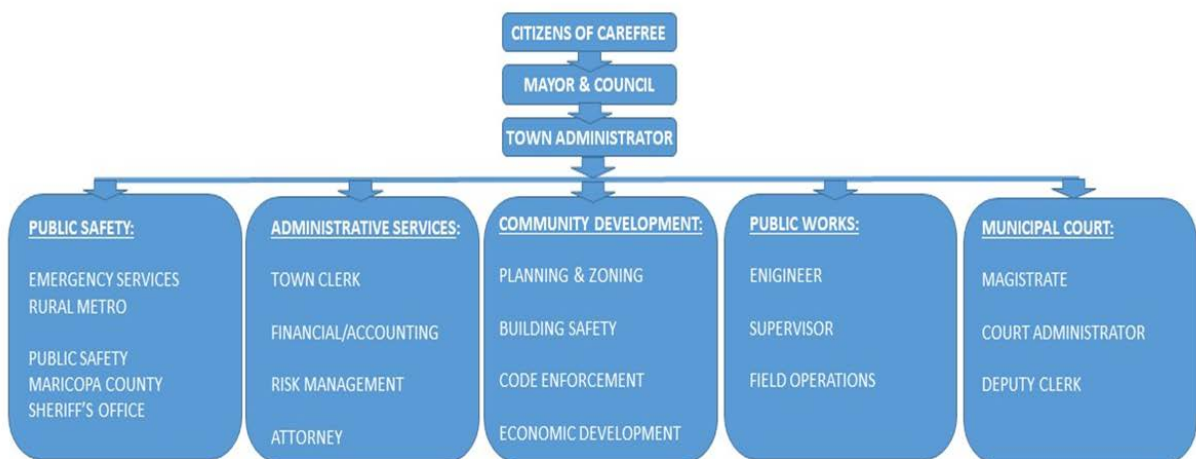 CITIZENS OF CAREFREE
MAYOR & COUNCIL
TOWN ADMINISTRATOR
PUBLIC SAFETY:
EMERGENCY SERVICES
RURAL METRO
PUBLIC SAFETY
MARICOPA COUNTY
SHERIFF'S OFFICE
ADMINISTRATIVE SERVICES:
TOWN CLERK
FINANCIAL/ACCOUNTING
RISK MANAGEMENT
ATTORNEY
COMMUNITY DEVELOPMENT:
PLANNING & ZONING
BUILDING SAFETY
CODE ENFORCEMENT
ECONOMIC DEVELOPMENT
PUBLIC WORKS:
ENIGINEER
SUPERVISOR
FIELD OPERATIONS
MUNICIPAL COURT:
MAGISTRATE
COURT ADMINISTRATOR
DEPUTY CLERK